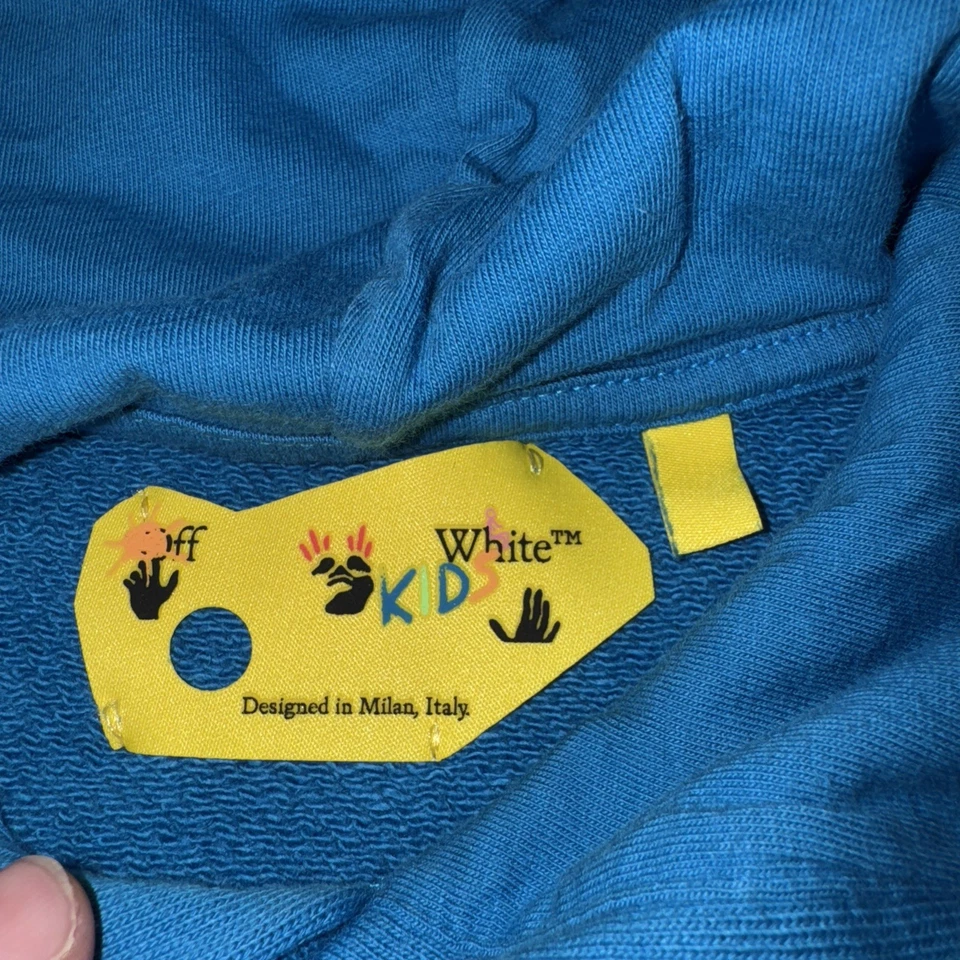 Off White™
KIDS
Designed in Milan, Italy.